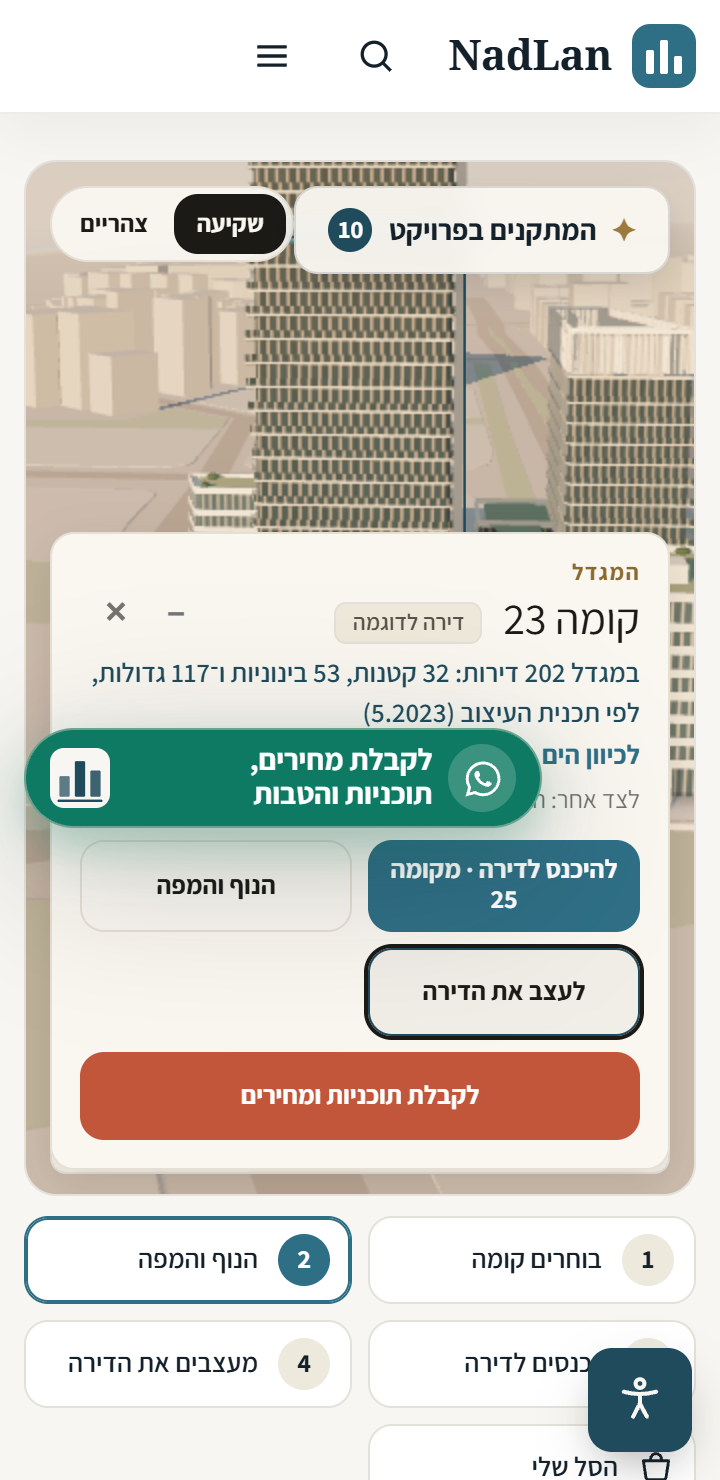 NadLan
המתקנים בפרויקט 10
שקיעה
צהריים
המגדל
קומה 23
דירה לדוגמה
במגדל 202 דירות: 32 קטנות, 53 בינוניות ו־117 גדולות,
לפי תכנית העיצוב (5.2023)
לכיוון הים
לצד אחר:
לקבלת מחירים,
תוכניות והטבות
להיכנס לדירה · מקומה
25
הנוף והמפה
לעצב את הדירה
לקבלת תוכניות ומחירים
1 בוחרים קומה
2 הנוף והמפה
כנסים לדירה
4 מעצבים את הדירה
הסל שלי